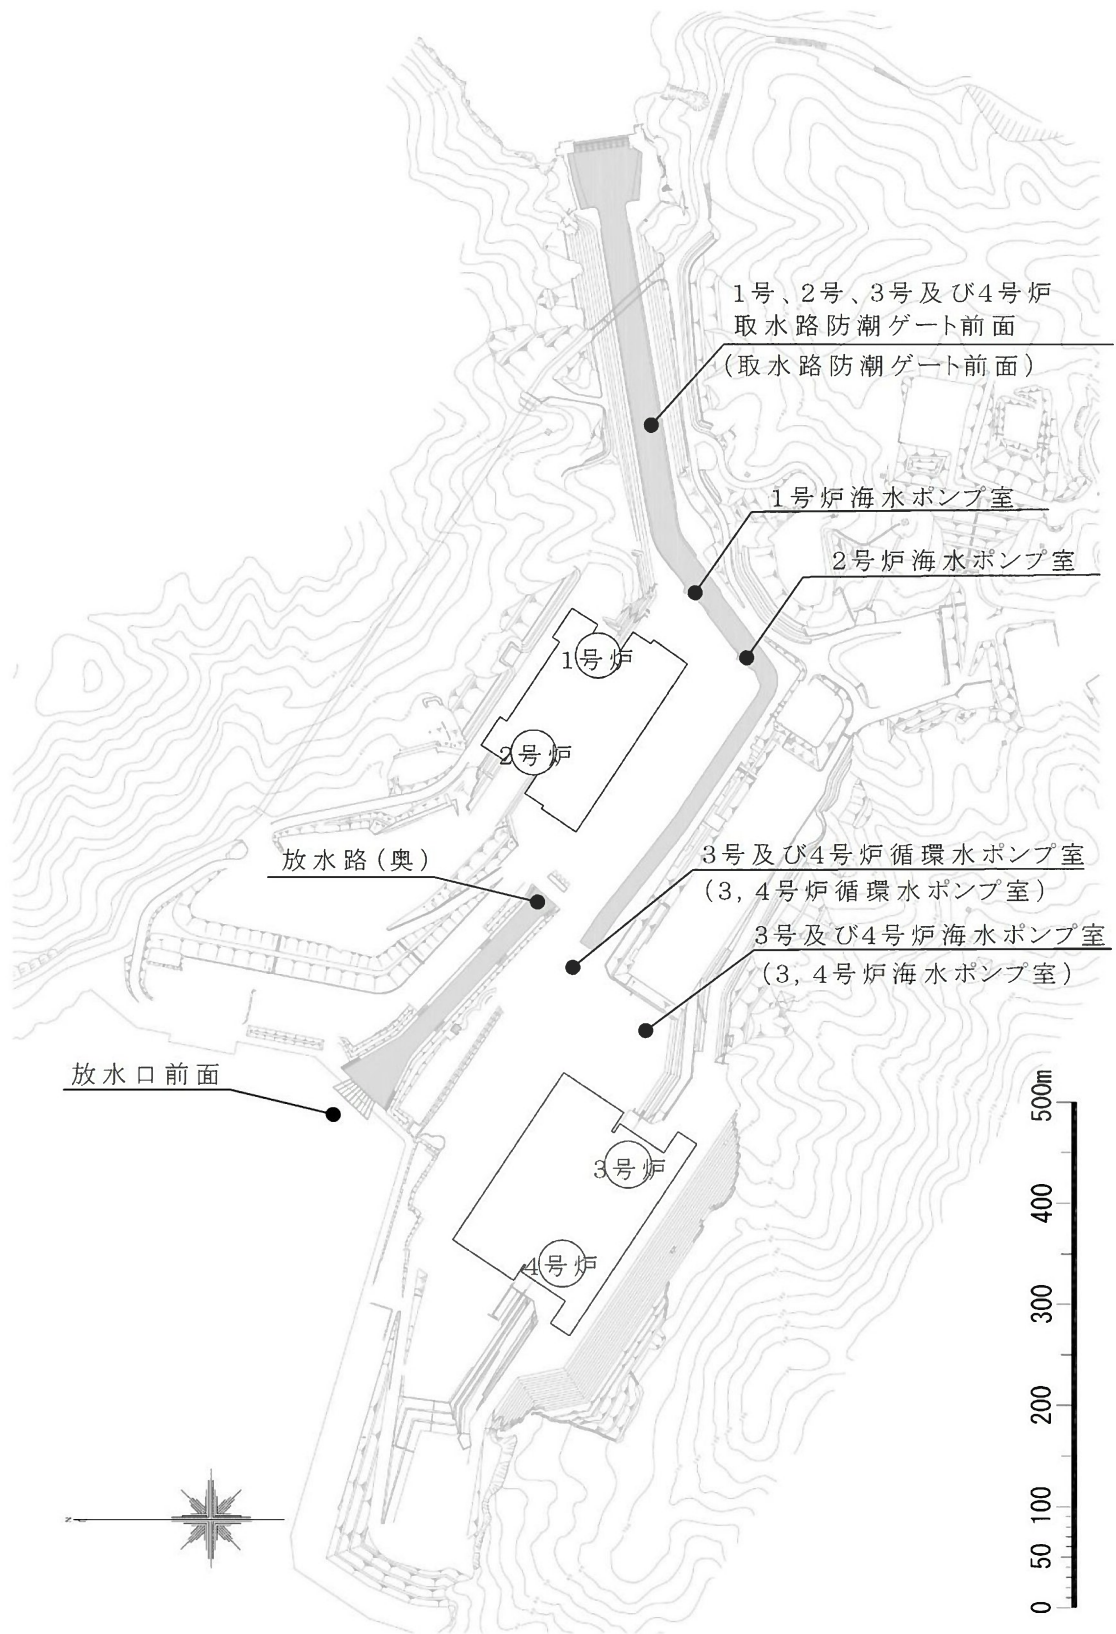 1号、2号、3号及び4号炉
取水路防潮ゲート前面
(取水路防潮ゲート前面)
1号炉海水ポンプ室
2号炉海水ポンプ室
1号炉
2号炉
放水路(奥)
3号及び4号炉循環水ポンプ室
(3,4号炉循環水ポンプ室)
3号及び4号炉海水ポンプ室
(3,4号炉海水ポンプ室)
放水口前面
3号炉
4号炉
500m
400
300
200
100
50
0
N